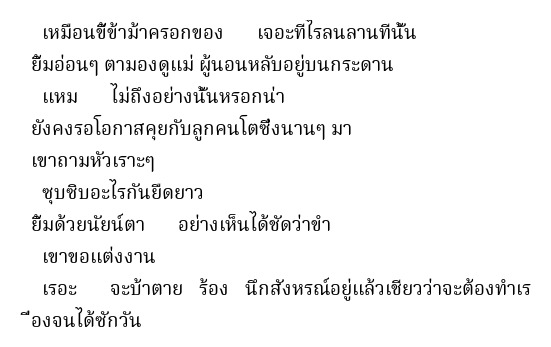 เหมือนขี้ข้าม้าครอกของ เจอะทีไรลนลานทีนั้น
ยิ้มอ่อนๆ ตามองดูแม่ ผู้นอนหลับอยู่บนกระดาน
แหม ไม่ถึงอย่างนั้นหรอกน่า
ยังคงรอโอกาสคุยกับลูกคนโตซึ่งนานๆ มา
เขาถามหัวเราะๆ
ซุบซิบอะไรกันยืดยาว
ยิ้มด้วยนัยน์ตา อย่างเห็นได้ชัดว่าขำ
เขาขอแต่งงาน
เรอะ จะบ้าตาย ร้อง นึกสังหรณ์อยู่แล้วเชียวว่าจะต้องทำเร
ื่องจนได้ซักวัน